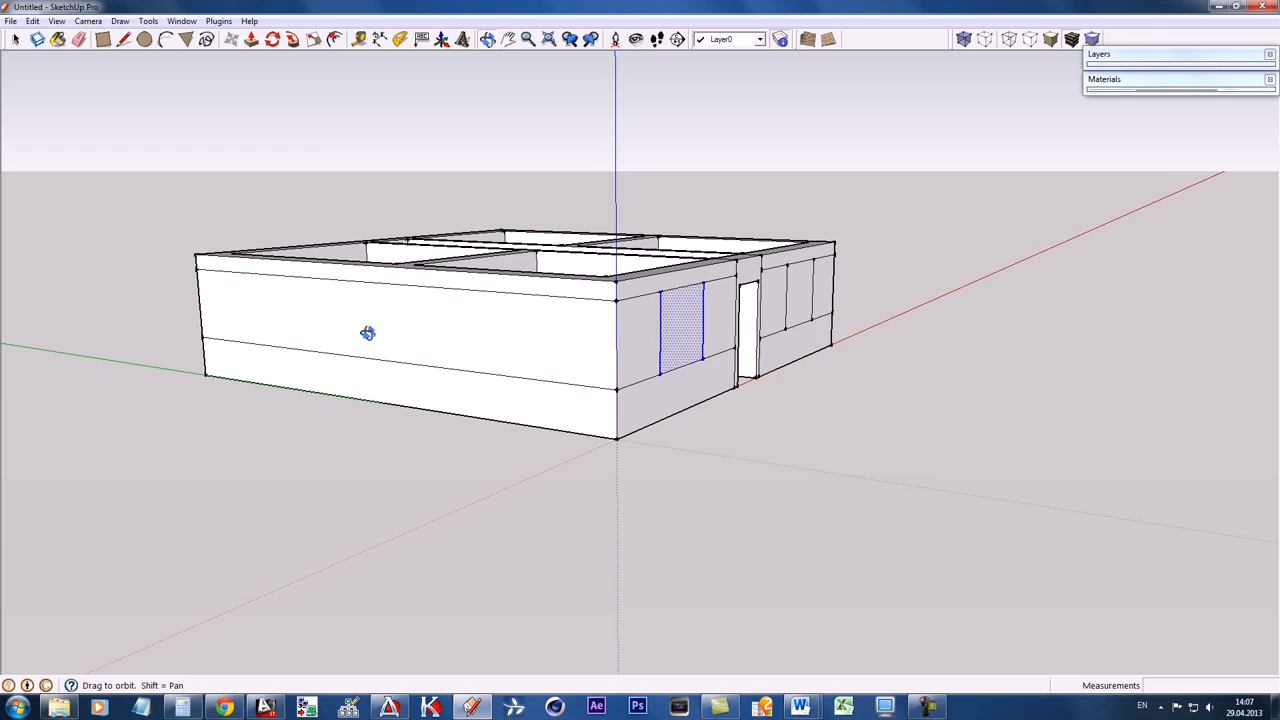 Untitled - SketchUp Pro
File Edit View Camera Draw Tools Window Plugins Help
Layer0
Layers
Materials
Drag to orbit. Shift = Pan
Measurements
EN
14:07
29.04.2013